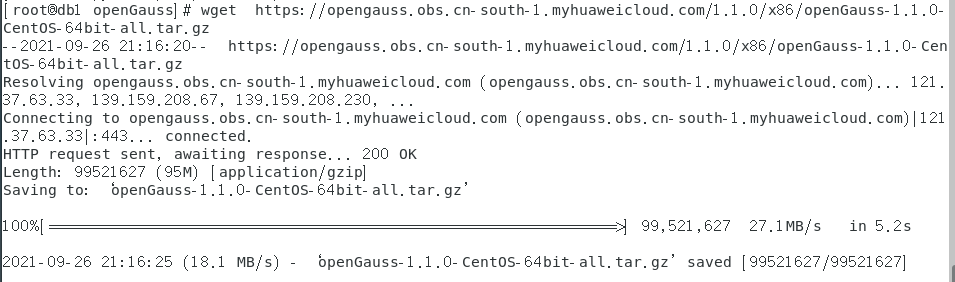 [root@db1 openGauss]# wget  https://opengauss.obs.cn-south-1.myhuaweicloud.com/1.1.0/x86/openGauss-1.1.0-
CentOS-64bit-all.tar.gz
--2021-09-26 21:16:20--  https://opengauss.obs.cn-south-1.myhuaweicloud.com/1.1.0/x86/openGauss-1.1.0-Cen
tOS-64bit-all.tar.gz
Resolving opengauss.obs.cn-south-1.myhuaweicloud.com (opengauss.obs.cn-south-1.myhuaweicloud.com)... 121.
37.63.33, 139.159.208.67, 139.159.208.230, ...
Connecting to opengauss.obs.cn-south-1.myhuaweicloud.com (opengauss.obs.cn-south-1.myhuaweicloud.com)|121
.37.63.33|:443... connected.
HTTP request sent, awaiting response... 200 OK
Length: 99521627 (95M) [application/gzip]
Saving to: ‘openGauss-1.1.0-CentOS-64bit-all.tar.gz’
100%[======================================================================>] 99,521,627  27.1MB/s   in 5.2s
2021-09-26 21:16:25 (18.1 MB/s) - ‘openGauss-1.1.0-CentOS-64bit-all.tar.gz’ saved [99521627/99521627]